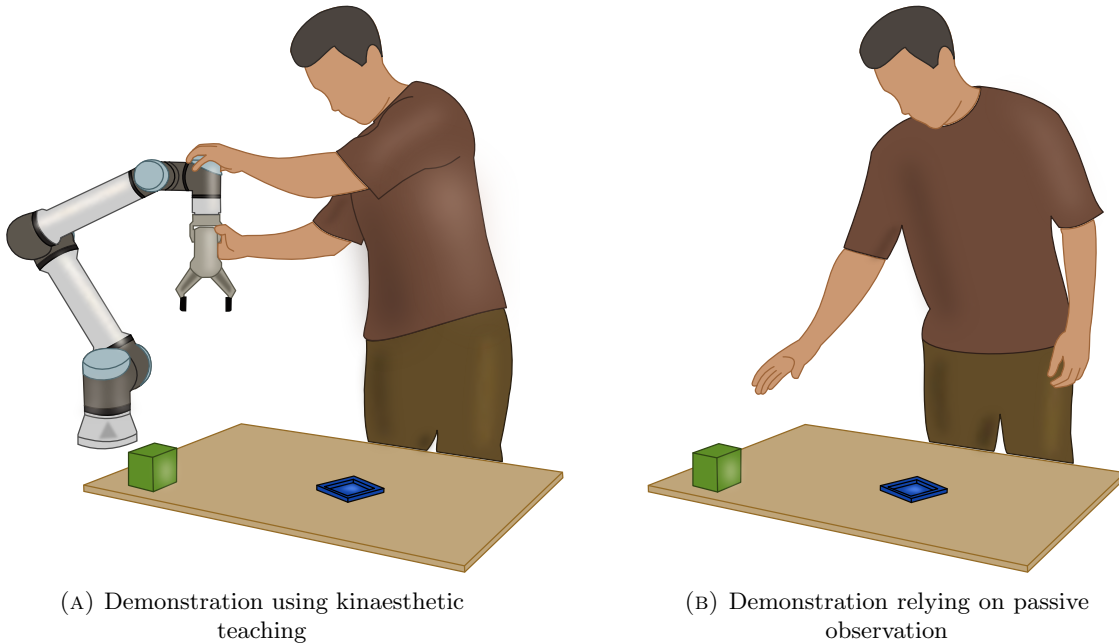 (A) Demonstration using kinaesthetic
teaching
(B) Demonstration relying on passive
observation